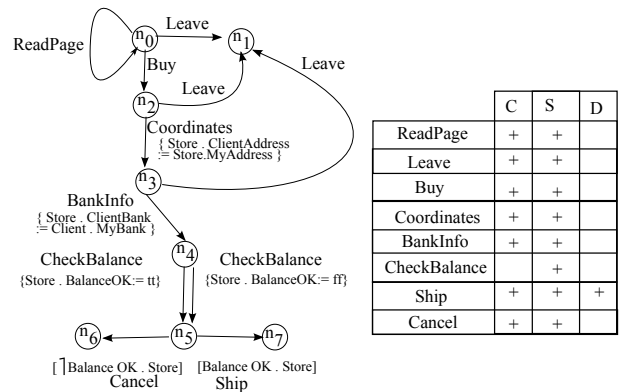 n0
Leave
n1
ReadPage
Buy
Leave
Leave
n2
Coordinates
{ Store . ClientAddress
:= Store.MyAddress }
n3
BankInfo
{ Store . ClientBank
:= Client . MyBank }
n4
CheckBalance
{Store . BalanceOK:= tt}
CheckBalance
{Store . BalanceOK:= ff}
n6
n5
n7
[ ⌉Balance OK . Store]
Cancel
[Balance OK . Store]
Ship
C S D
ReadPage + +
Leave + +
Buy + +
Coordinates + +
BankInfo + +
CheckBalance +
Ship + + +
Cancel + +